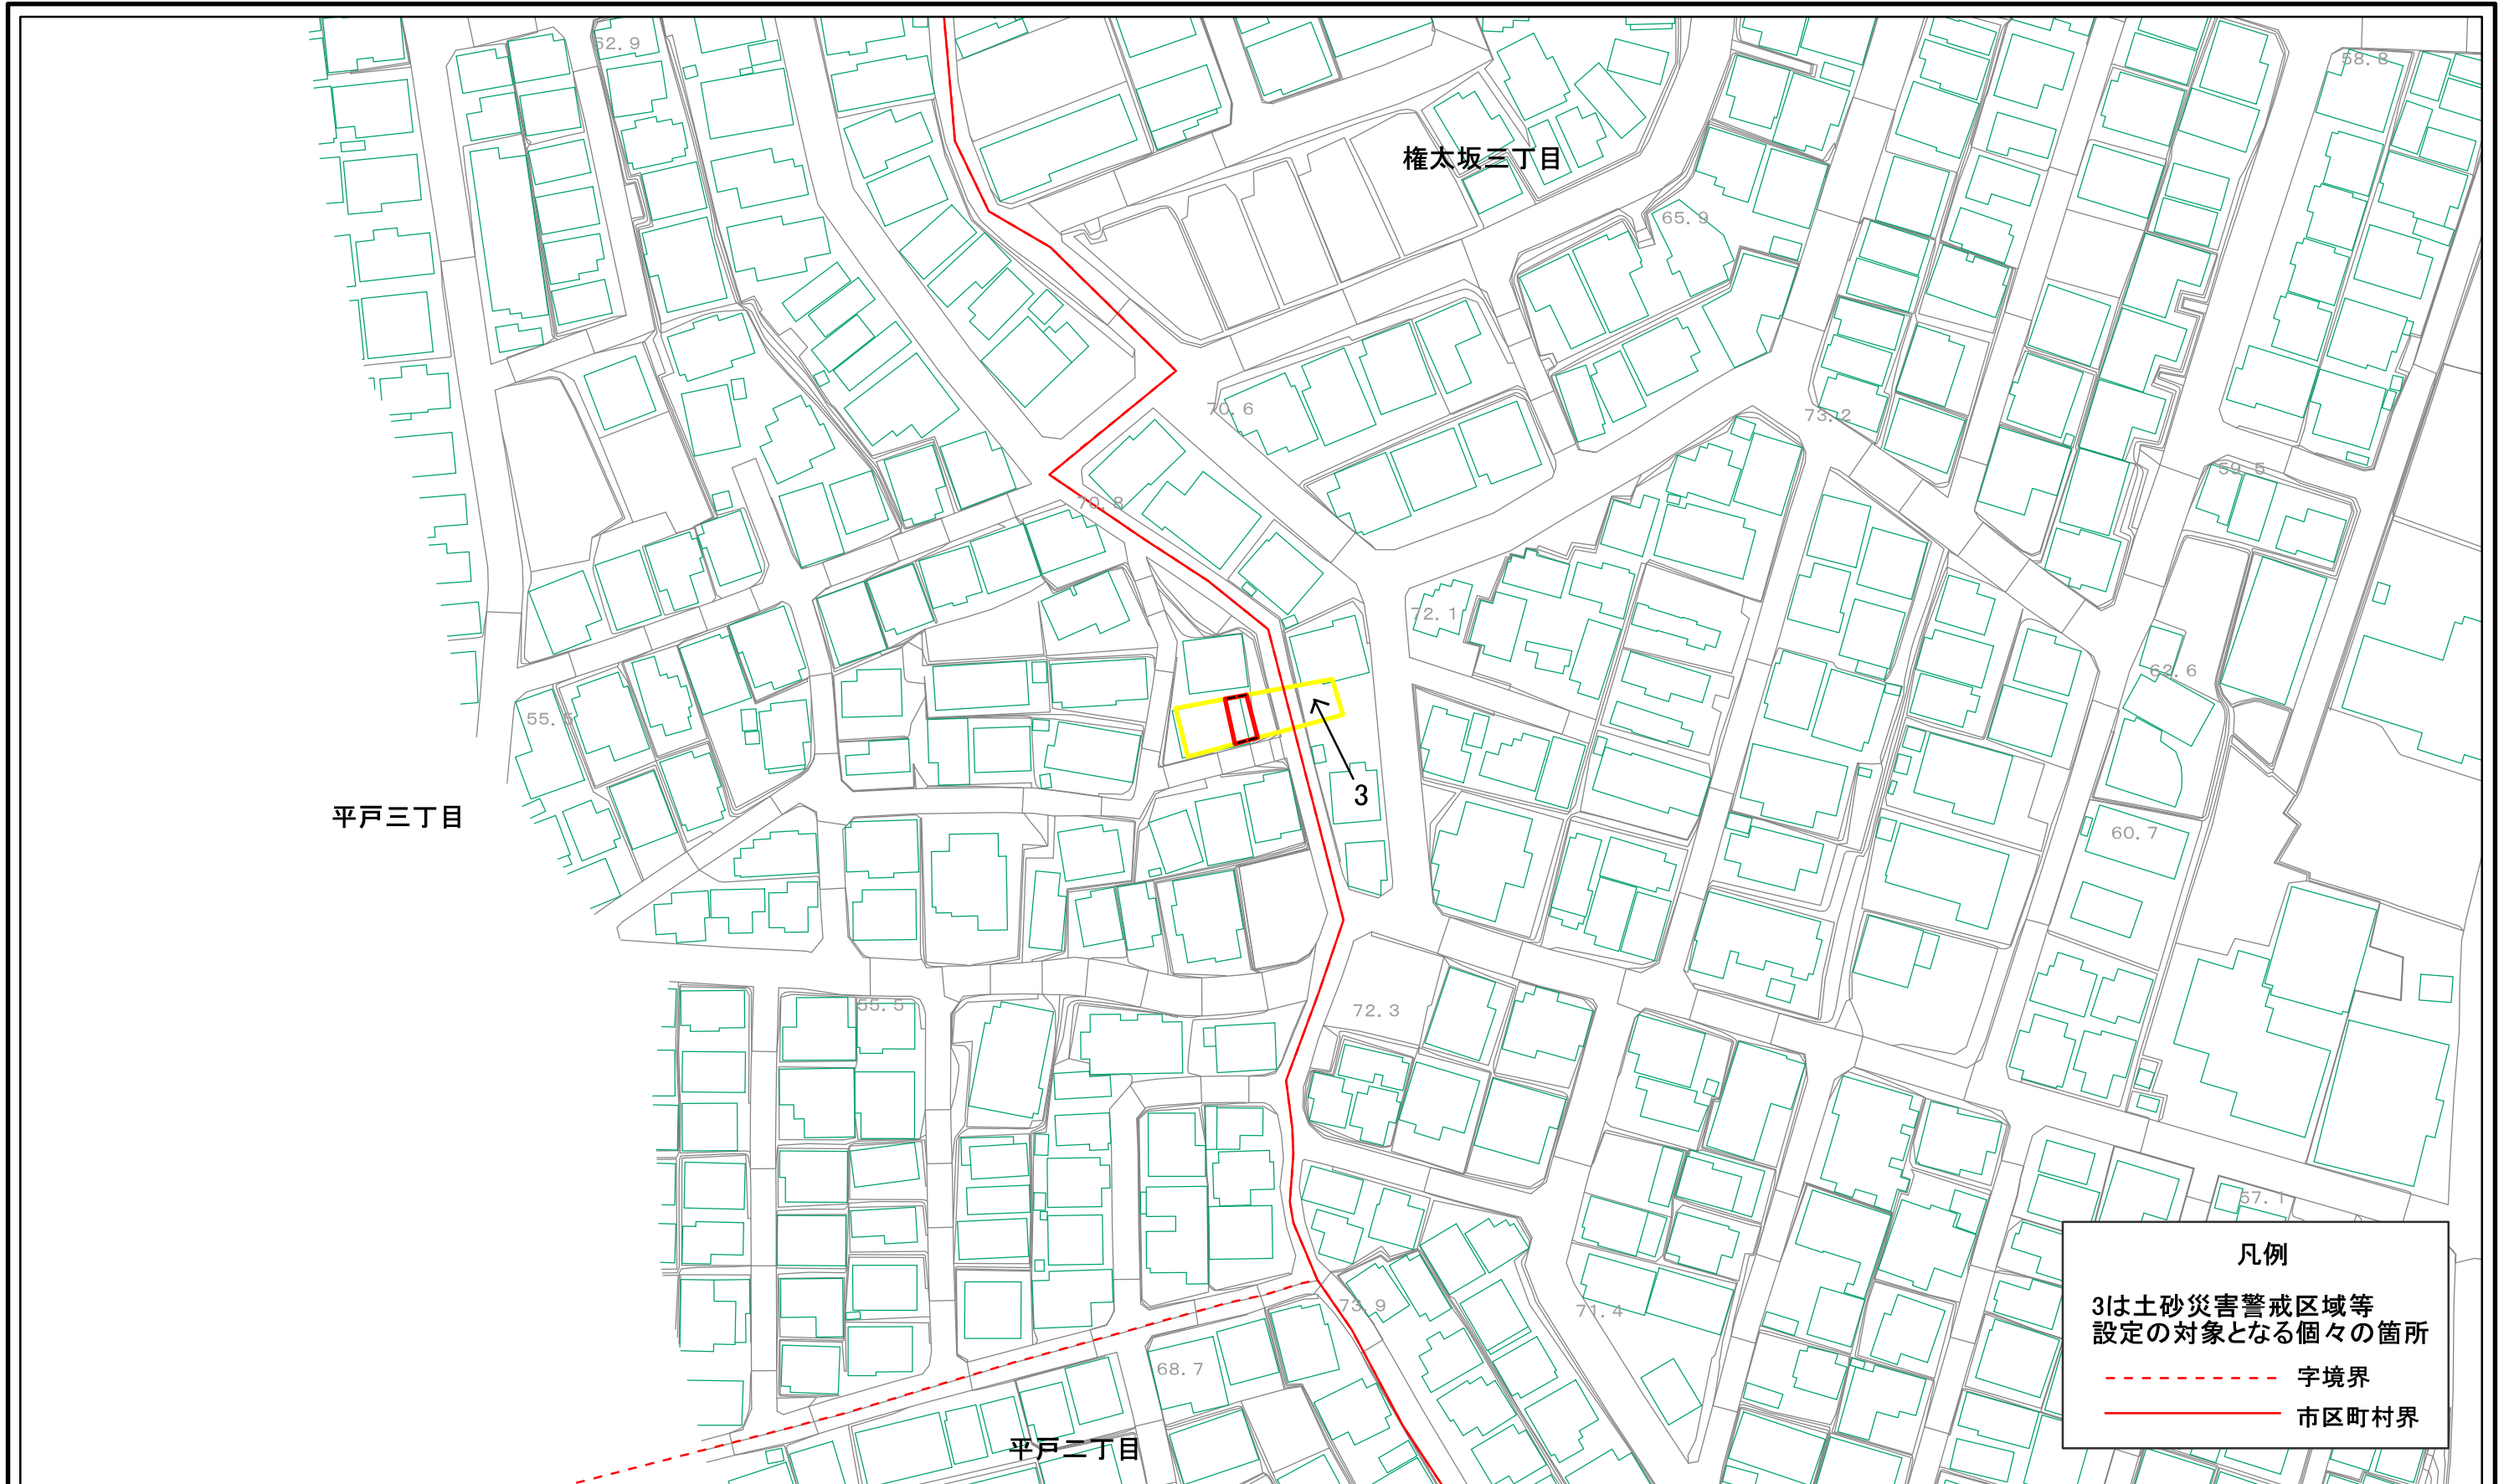 62.9
58.8
権太坂三丁目
65.9
70.6
73.2
59.5
70.8
72.1
62.6
55.5
3
平戸三丁目
60.7
55.5
72.3
57.1
凡例
3は土砂災害警戒区域等
設定の対象となる個々の箇所
字境界
市区町村界
73.9
71.4
68.7
平戸二丁目